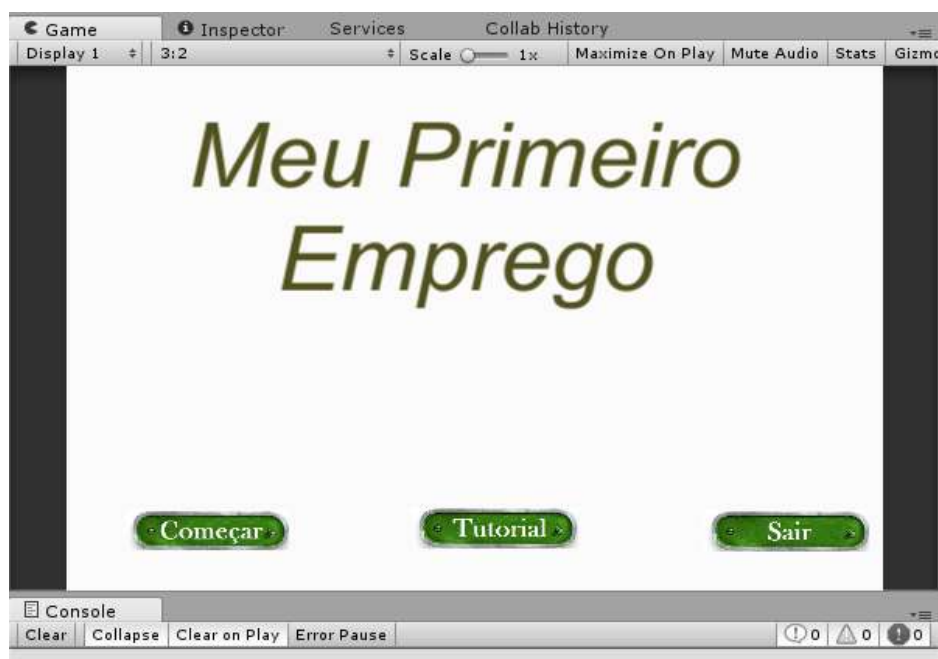 Game Inspector Services Collab History
Display 1 3:2 Scale 1x Maximize On Play Mute Audio Stats Gizmo
Meu Primeiro
Emprego
Começar Tutorial Sair
Console
Clear Collapse Clear on Play Error Pause 0 0 0